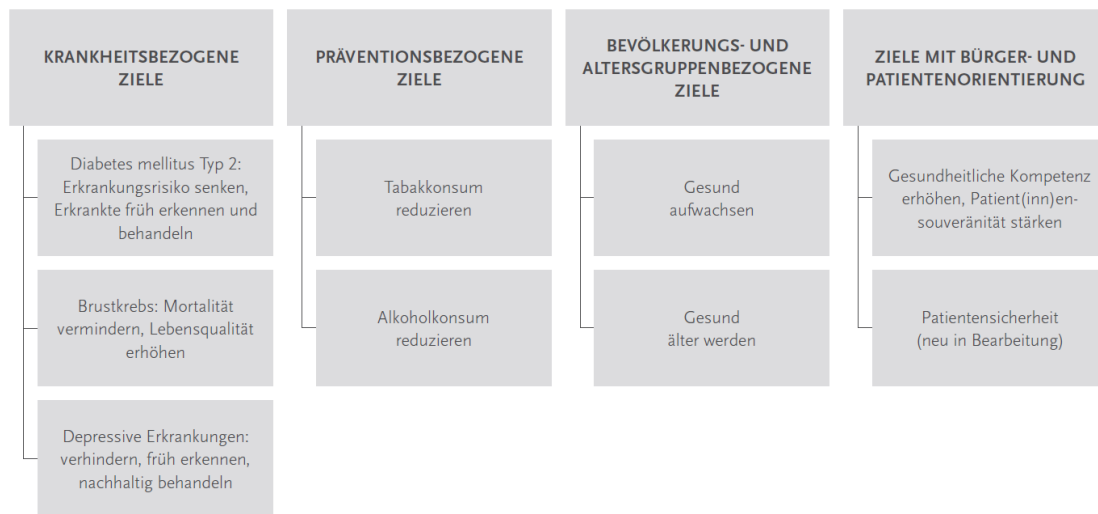 KRANKHEITSBEZOGENE
ZIELE
Diabetes mellitus Typ 2:
Erkrankungsrisiko senken,
Erkrankte früh erkennen und
behandeln
Brustkrebs: Mortalität
vermindern, Lebensqualität
erhöhen
Depressive Erkrankungen:
verhindern, früh erkennen,
nachhaltig behandeln
PRÄVENTIONSBEZOGENE
ZIELE
Tabakkonsum
reduzieren
Alkoholkonsum
reduzieren
BEVÖLKERUNGS- UND
ALTERSGRUPPENBEZOGENE
ZIELE
Gesund
aufwachsen
Gesund
älter werden
ZIELE MIT BÜRGER- UND
PATIENTENORIENTIERUNG
Gesundheitliche Kompetenz
erhöhen, Patient(inn)en-
souveränität stärken
Patientensicherheit
(neu in Bearbeitung)